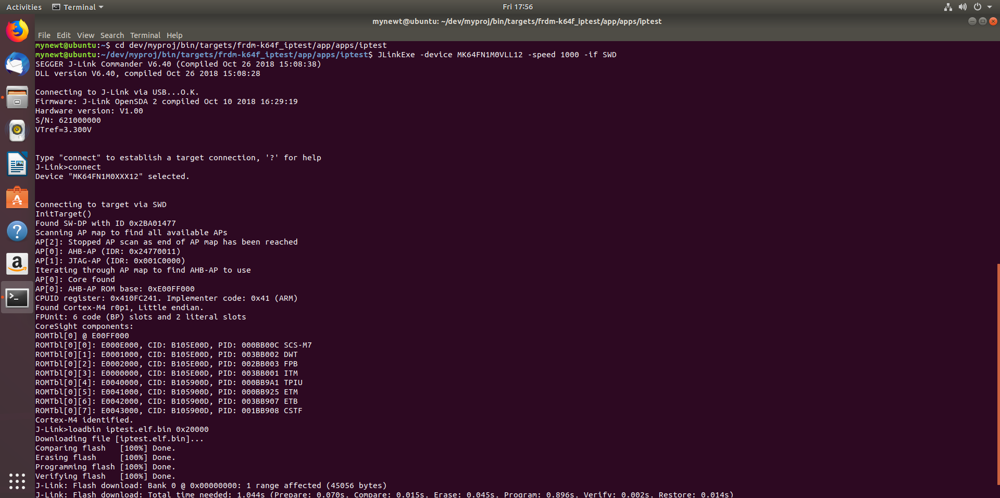 Activities Terminal Fri 17:56
mynewt@ubuntu: ~/dev/myproj/bin/targets/frdm-k64f_iptest/app/apps/iptest
File Edit View Search Terminal Help
mynewt@ubuntu:~$ cd dev/myproj/bin/targets/frdm-k64f_iptest/app/apps/iptest
mynewt@ubuntu:~/dev/myproj/bin/targets/frdm-k64f_iptest/app/apps/iptest$ JLinkExe -device MK64FN1M0VLL12 -speed 1000 -if SWD
SEGGER J-Link Commander V6.40 (Compiled Oct 26 2018 15:08:38)
DLL version V6.40, compiled Oct 26 2018 15:08:28
Connecting to J-Link via USB...O.K.
Firmware: J-Link OpenSDA 2 compiled Oct 10 2018 16:29:19
Hardware version: V1.00
S/N: 621000000
VTref=3.300V
Type "connect" to establish a target connection, '?' for help
J-Link>connect
Device "MK64FN1M0XXX12" selected.
Connecting to target via SWD
InitTarget()
Found SW-DP with ID 0x2BA01477
Scanning AP map to find all available APs
AP[2]: Stopped AP scan as end of AP map has been reached
AP[0]: AHB-AP (IDR: 0x24770011)
AP[1]: JTAG-AP (IDR: 0x001C0000)
Iterating through AP map to find AHB-AP to use
AP[0]: Core found
AP[0]: AHB-AP ROM base: 0xE00FF000
CPUID register: 0x410FC241. Implementer code: 0x41 (ARM)
Found Cortex-M4 r0p1, Little endian.
FPUnit: 6 code (BP) slots and 2 literal slots
CoreSight components:
ROMTbl[0] @ E00FF000
ROMTbl[0][0]: E000E000, CID: B105E00D, PID: 000BB00C SCS-M7
ROMTbl[0][1]: E0001000, CID: B105E00D, PID: 003BB002 DWT
ROMTbl[0][2]: E0002000, CID: B105E00D, PID: 002BB003 FPB
ROMTbl[0][3]: E0000000, CID: B105E00D, PID: 003BB001 ITM
ROMTbl[0][4]: E0040000, CID: B105900D, PID: 000BB9A1 TPIU
ROMTbl[0][5]: E0041000, CID: B105900D, PID: 000BB925 ETM
ROMTbl[0][6]: E0042000, CID: B105900D, PID: 003BB907 ETB
ROMTbl[0][7]: E0043000, CID: B105900D, PID: 001BB908 CSTF
Cortex-M4 identified.
J-Link>loadbin iptest.elf.bin 0x20000
Downloading file [iptest.elf.bin]...
Comparing flash   [100%] Done.
Erasing flash     [100%] Done.
Programming flash [100%] Done.
Verifying flash   [100%] Done.
J-Link: Flash download: Bank 0 @ 0x00000000: 1 range affected (45056 bytes)
J-Link: Flash download: Total time needed: 1.044s (Prepare: 0.070s, Compare: 0.015s, Erase: 0.045s, Program: 0.896s, Verify: 0.002s, Restore: 0.014s)